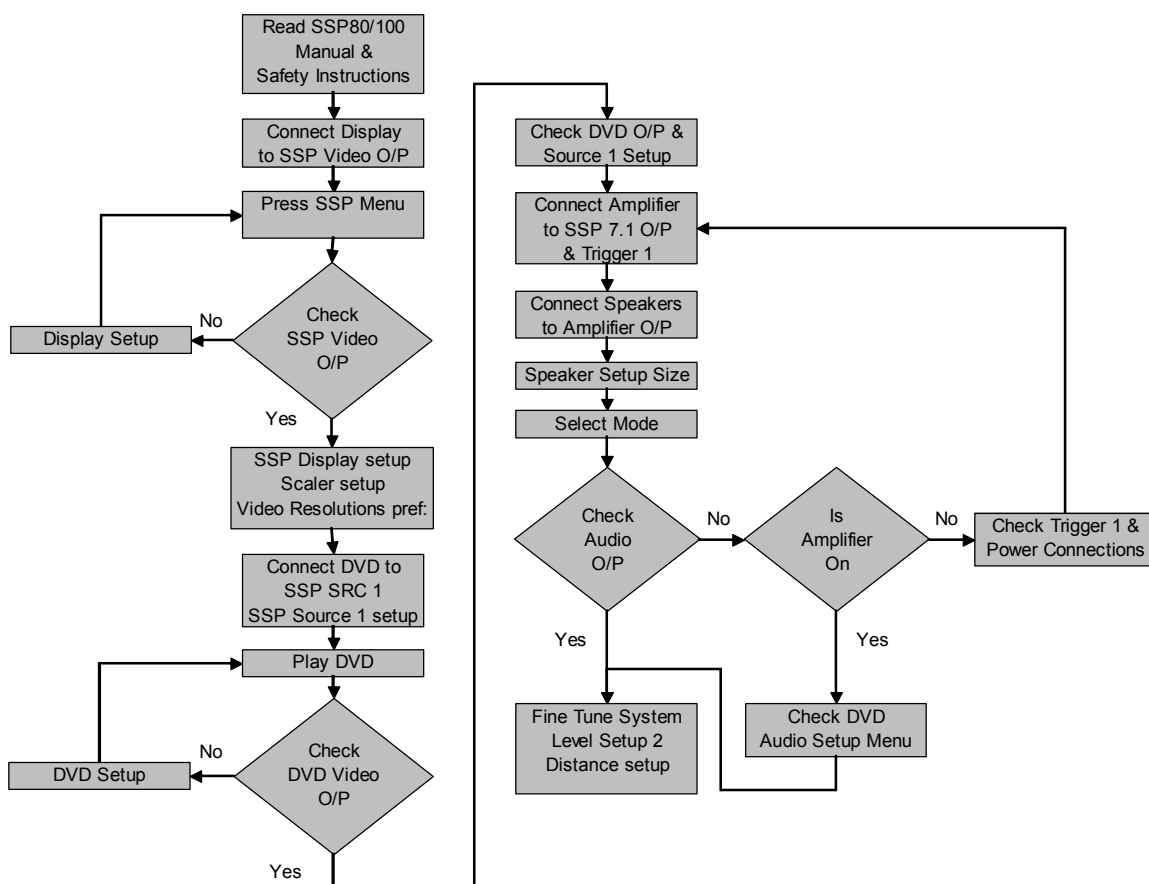 Read SSP80/100
Manual &
Safety Instructions
Connect Display
to SSP Video O/P
Press SSP Menu
Check
SSP Video
O/P
No
Display Setup
Yes
SSP Display setup
Scaler setup
Video Resolutions pref:
Connect DVD to
SSP SRC 1
SSP Source 1 setup
Play DVD
Check
DVD Video
O/P
No
DVD Setup
Yes
Check DVD O/P &
Source 1 Setup
Connect Amplifier
to SSP 7.1 O/P
& Trigger 1
Connect Speakers
to Amplifier O/P
Speaker Setup Size
Select Mode
Check
Audio
O/P
No
Is
Amplifier
On
No
Check Trigger 1 &
Power Connections
Yes
Yes
Fine Tune System
Level Setup 2
Distance setup
Check DVD
Audio Setup Menu